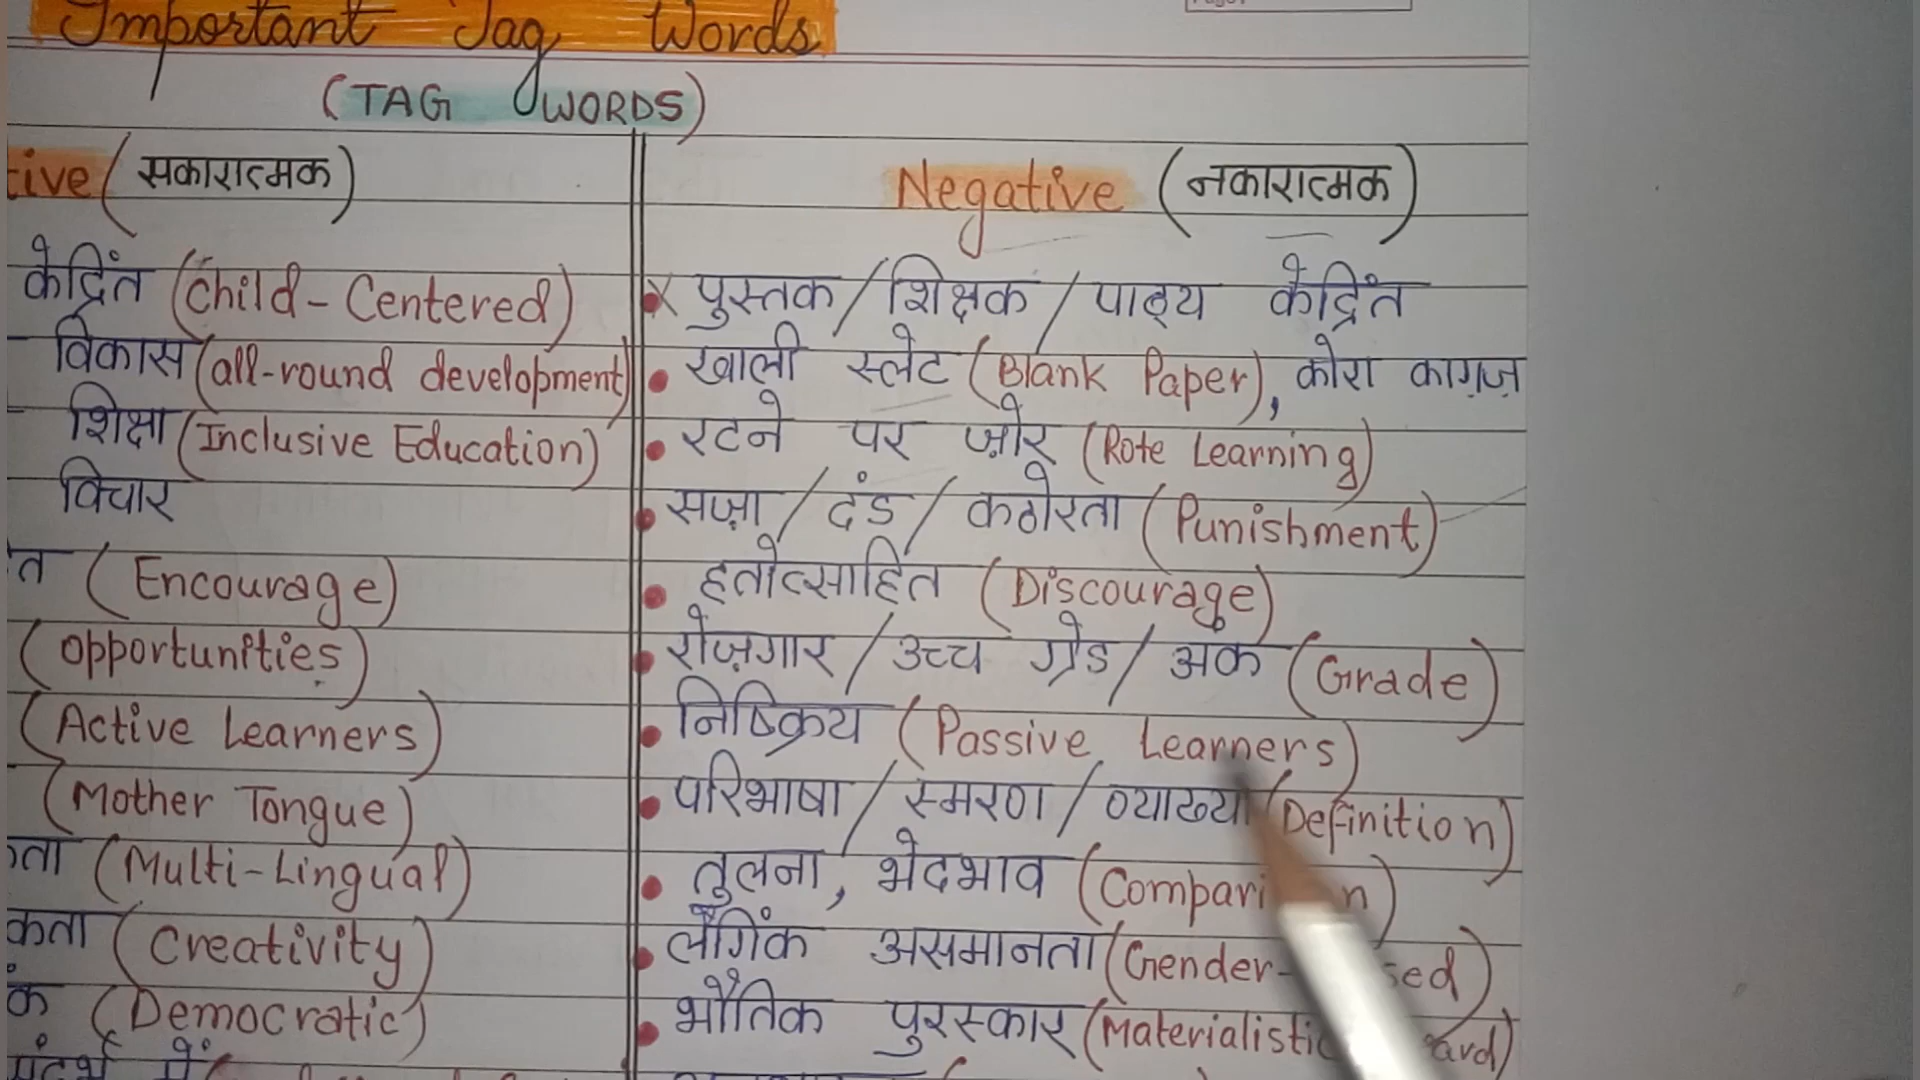 Important Tag Words
(TAG WORDS)
tive (सकारात्मक)
Negative (नकारात्मक)
केंद्रित (Child-Centered)
विकास (all-round development)
शिक्षा (Inclusive Education)
विचार
त (Encourage)
(opportunities)
(Active Learners)
(Mother Tongue)
ता (Multi-Lingual)
कता (Creativity)
क (Democratic)
पुस्तक / शिक्षक / पाठ्य केंद्रित
खाली स्लेट (Blank Paper), कोरा काग़ज़
रटने पर ज़ोर (Rote Learning)
सज़ा / दंड / कठोरता (Punishment)
हतोत्साहित (Discourage)
रोज़गार / उच्च ग्रेड / अंक (Grade)
निष्क्रिय (Passive Learners)
परिभाषा / स्मरण / व्याख्या (Definition)
तुलना, भेदभाव (Compari n)
लैंगिक असमानता (Gender- sed)
भौतिक पुरस्कार (Materialistic ard)